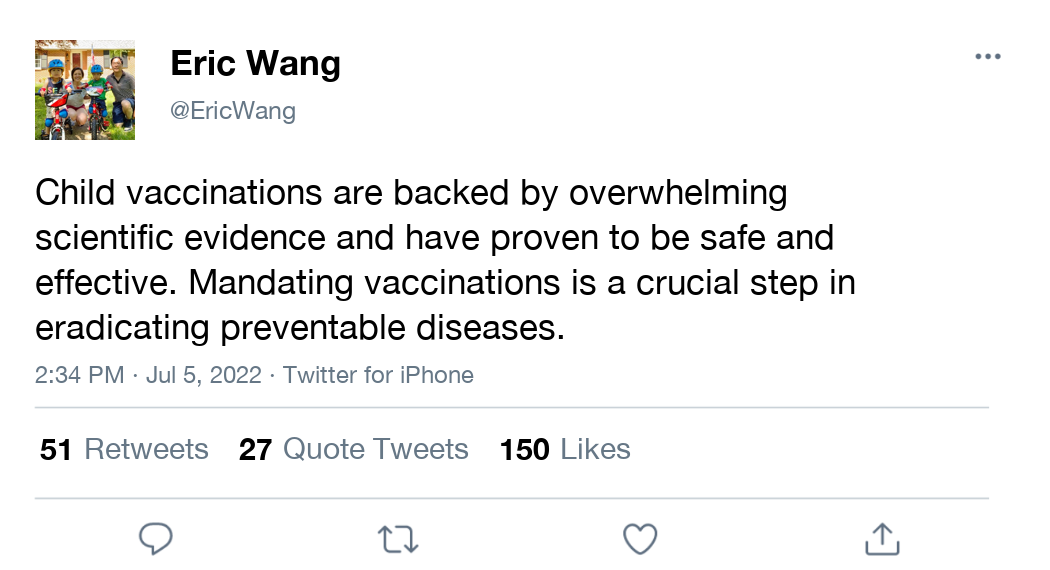 Eric Wang
@EricWang
Child vaccinations are backed by overwhelming
scientific evidence and have proven to be safe and
effective. Mandating vaccinations is a crucial step in
eradicating preventable diseases.
2:34 PM · Jul 5, 2022 · Twitter for iPhone
51 Retweets 27 Quote Tweets 150 Likes